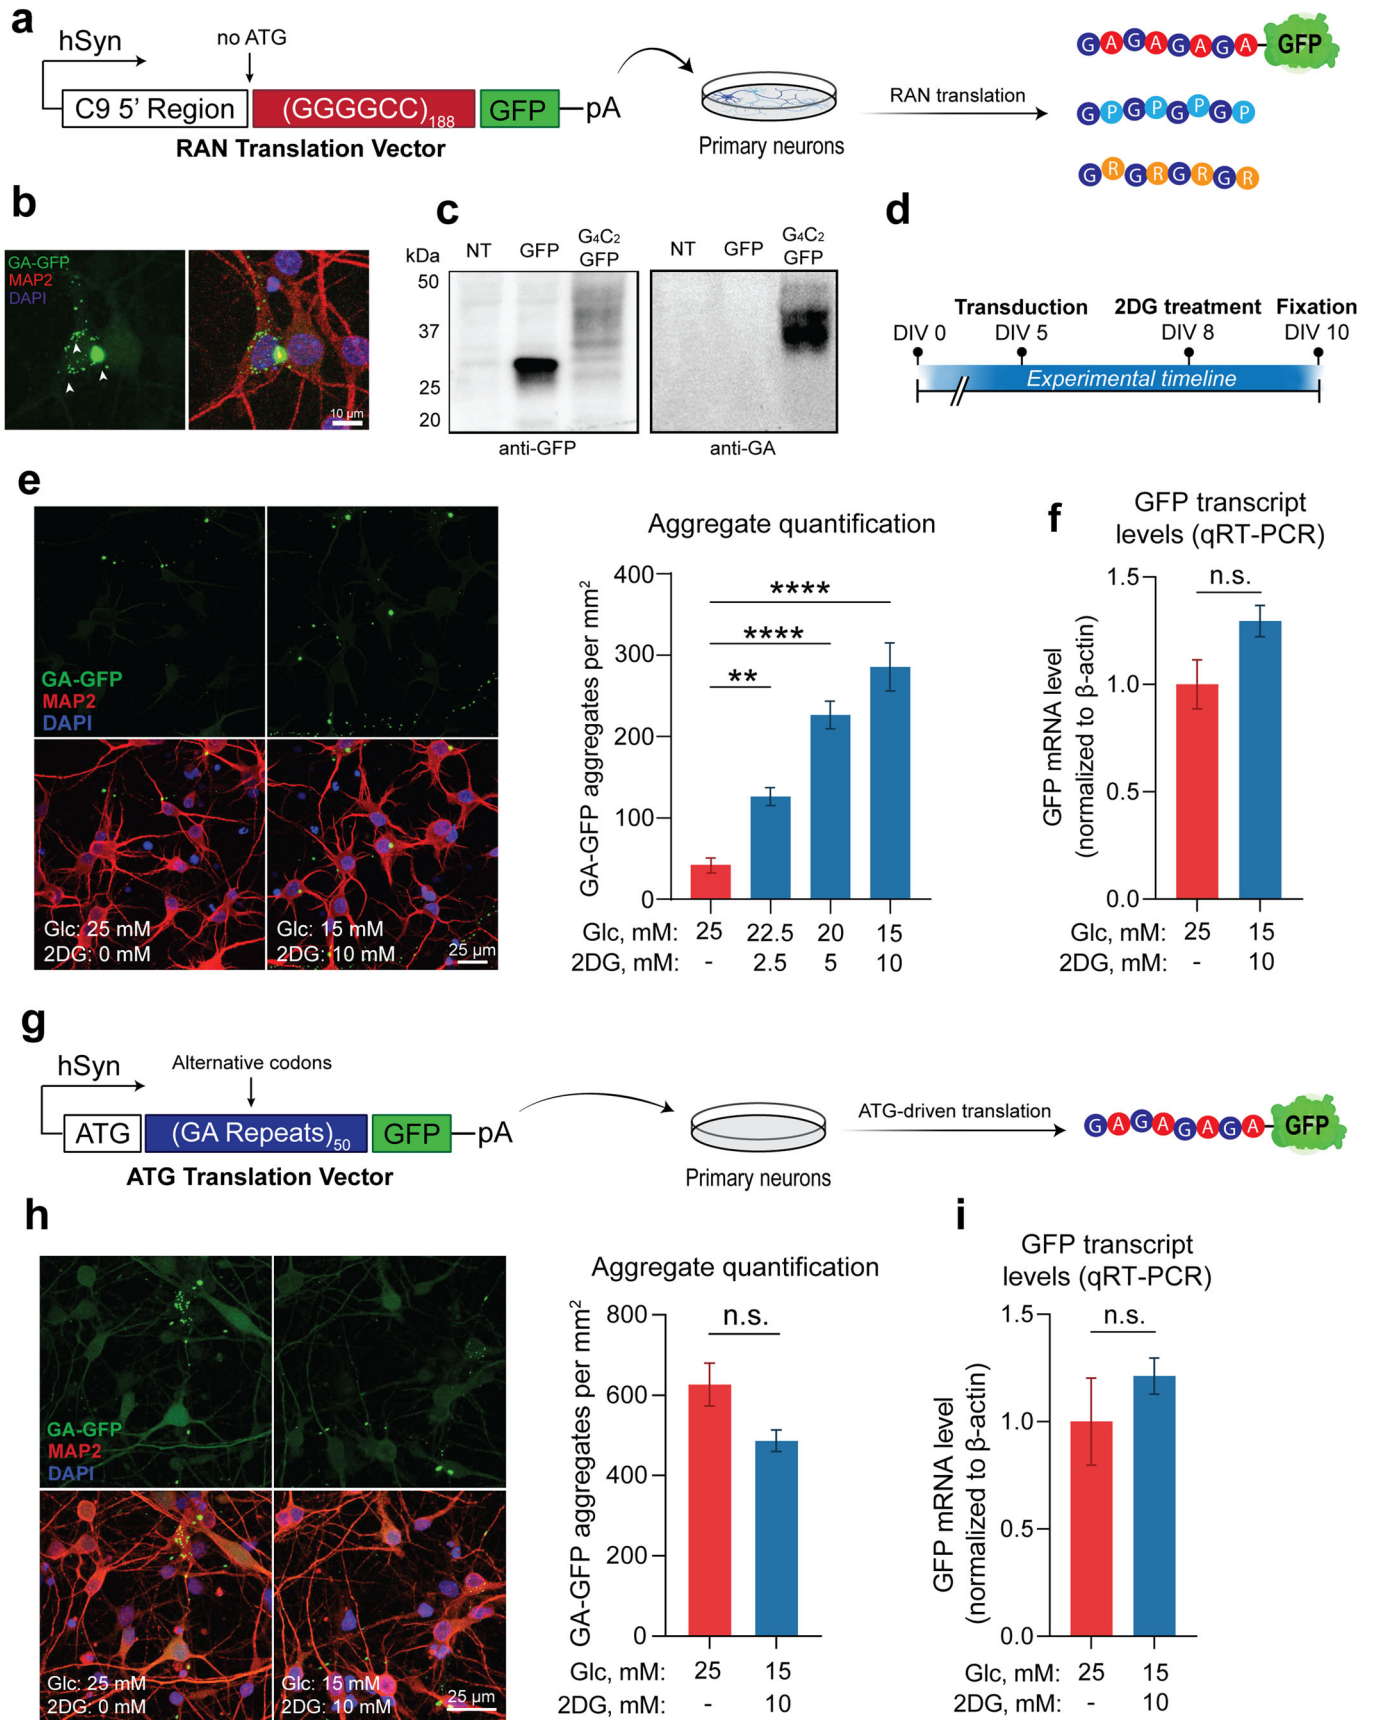 a
hSyn
no ATG
C9 5' Region
(GGGGCC)188
GFP
pA
RAN Translation Vector
Primary neurons
RAN translation
G A G A G A G A
GFP
G P G P G P G P
G R G R G R G R
b
GA-GFP
MAP2
DAPI
10 µm
c
kDa
NT
GFP
G4C2
GFP
NT
GFP
G4C2
GFP
50
37
25
20
anti-GFP
anti-GA
d
Transduction
2DG treatment
Fixation
DIV 0
DIV 5
DIV 8
DIV 10
Experimental timeline
e
GA-GFP
MAP2
DAPI
Glc: 25 mM
2DG: 0 mM
Glc: 15 mM
2DG: 10 mM
25 µm
Aggregate quantification
GA-GFP aggregates per mm2
400
300
200
100
0
****
****
**
Glc, mM: 25 22.5 20 15
2DG, mM: - 2.5 5 10
f
GFP transcript
levels (qRT-PCR)
GFP mRNA level
(normalized to β-actin)
1.5
1.0
0.5
0.0
n.s.
Glc, mM: 25 15
2DG, mM: - 10
g
hSyn
Alternative codons
ATG
(GA Repeats)50
GFP
pA
ATG Translation Vector
Primary neurons
ATG-driven translation
G A G A G A G A
GFP
h
GA-GFP
MAP2
DAPI
Glc: 25 mM
2DG: 0 mM
Glc: 15 mM
2DG: 10 mM
25 µm
Aggregate quantification
GA-GFP aggregates per mm2
800
600
400
200
0
n.s.
Glc, mM: 25 15
2DG, mM: - 10
i
GFP transcript
levels (qRT-PCR)
GFP mRNA level
(normalized to β-actin)
1.5
1.0
0.5
0.0
n.s.
Glc, mM: 25 15
2DG, mM: - 10